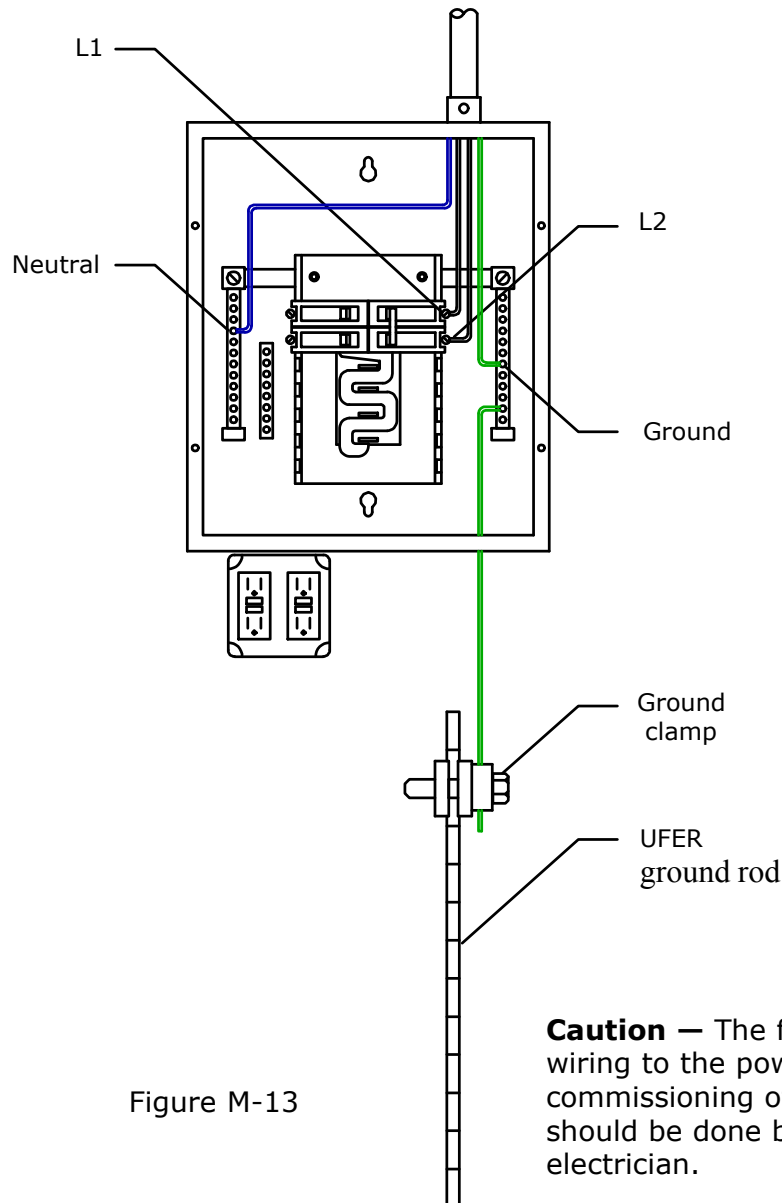 L1
L2
Neutral
Ground
Ground
clamp
UFER
ground rod
Caution — The
wiring to the
commissioning
should be done
electrician.
Figure M-13